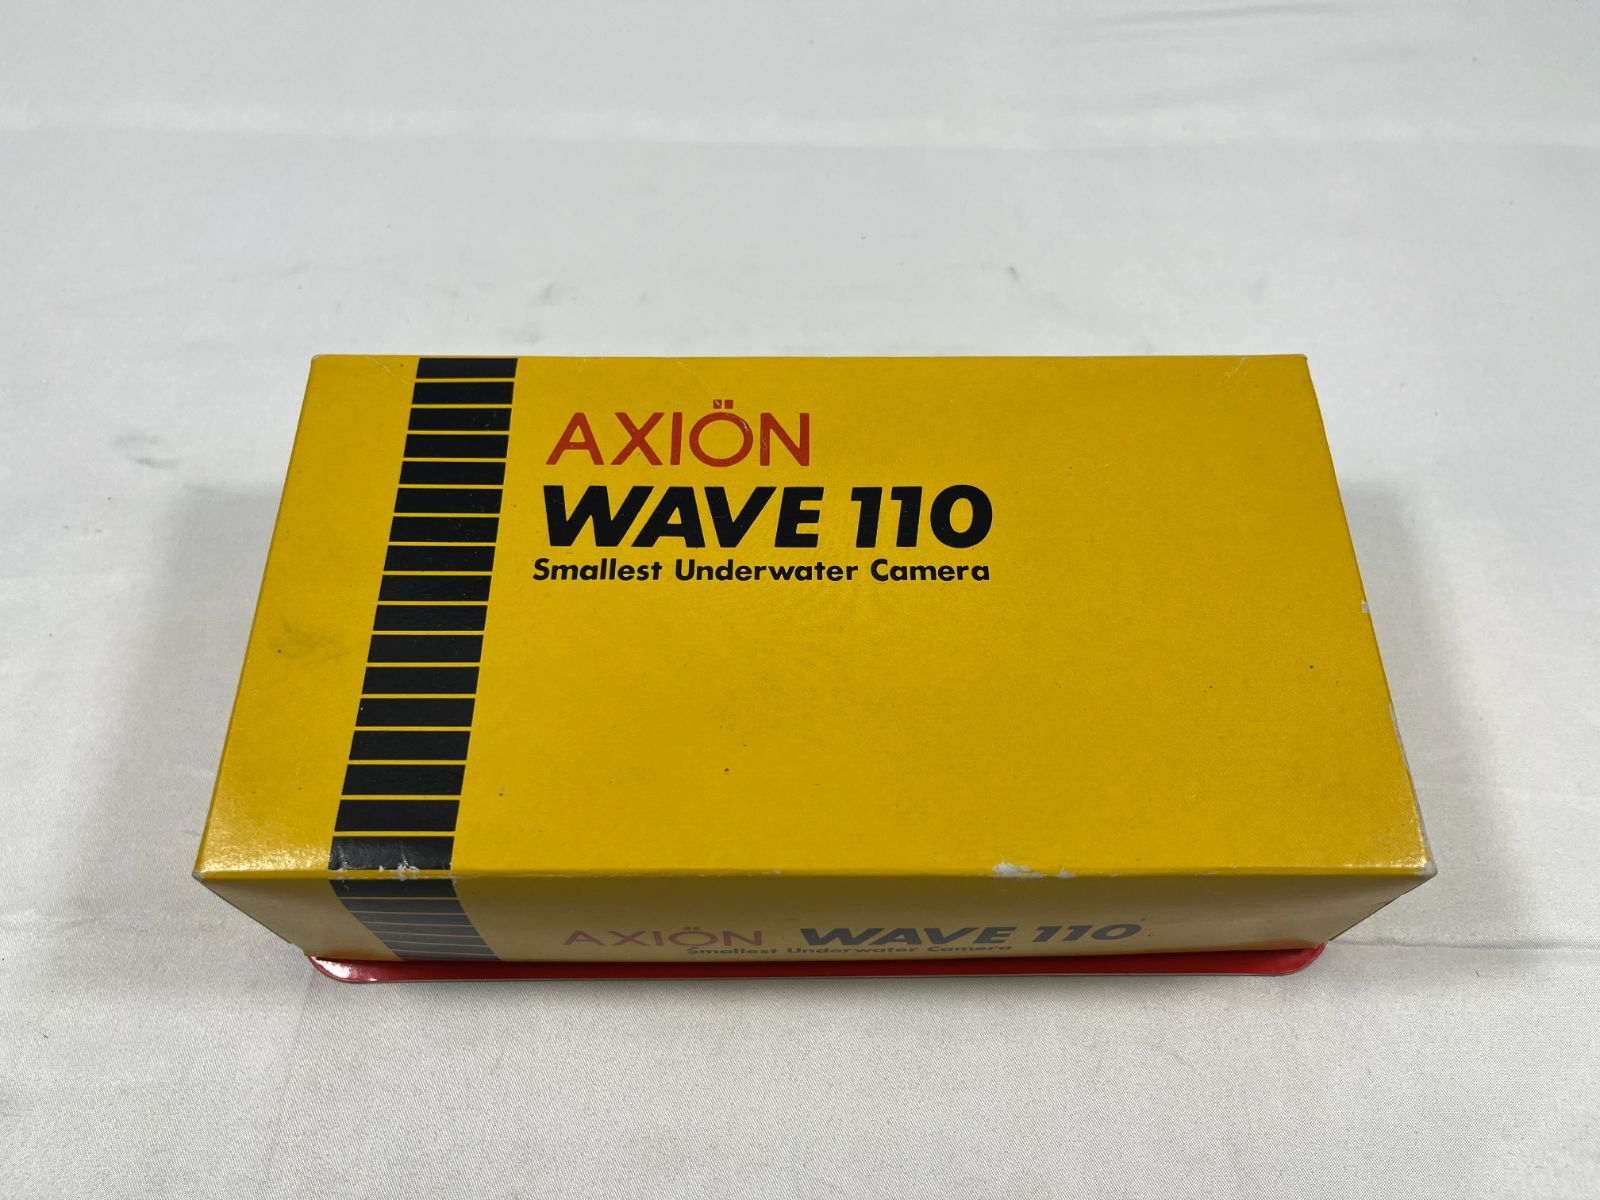 AXIÖN
WAVE 110
Smallest Underwater Camera
AXIÖN WAVE 110
Smallest Underwater Camera